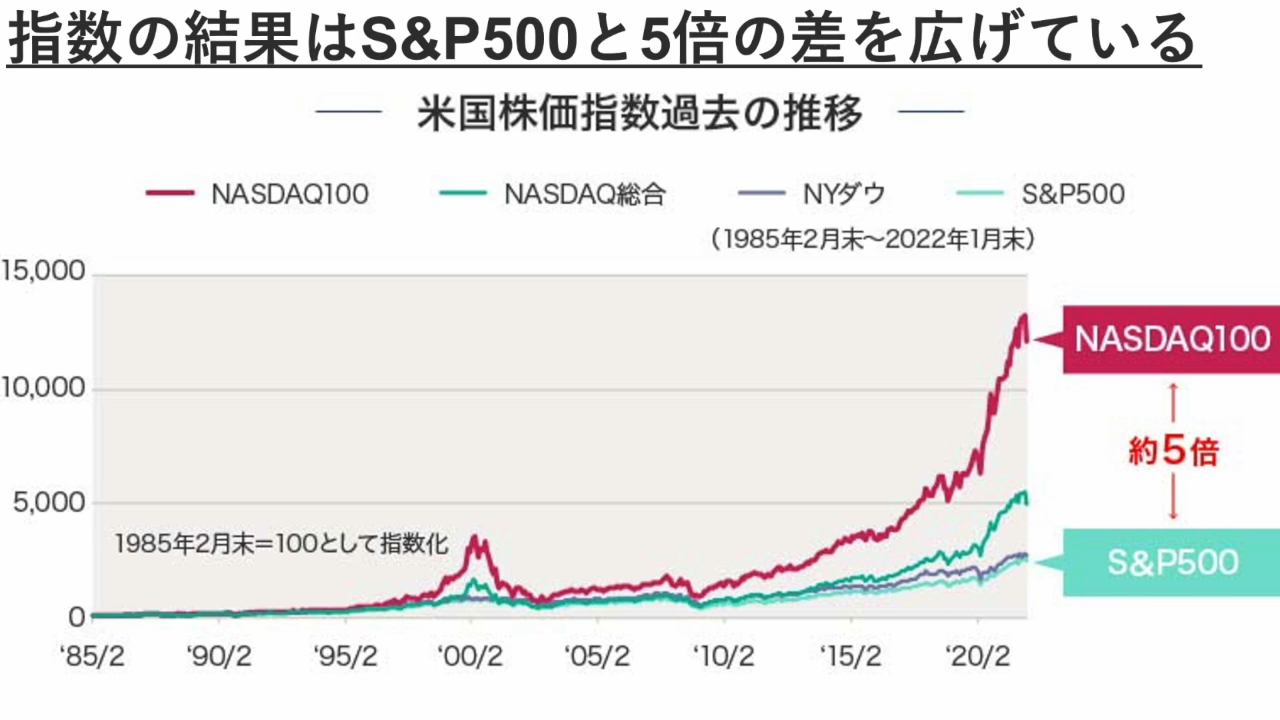 指数の結果はS&P500と5倍の差を広げている
米国株価指数過去の推移
NASDAQ100 NASDAQ総合 NYダウ S&P500
（1985年2月末〜2022年1月末）
15,000
NASDAQ100
10,000
約5倍
5,000
1985年2月末＝100として指数化
S&P500
0
‘85/2 ‘90/2 ‘95/2 ‘00/2 ‘05/2 ‘10/2 ‘15/2 ‘20/2